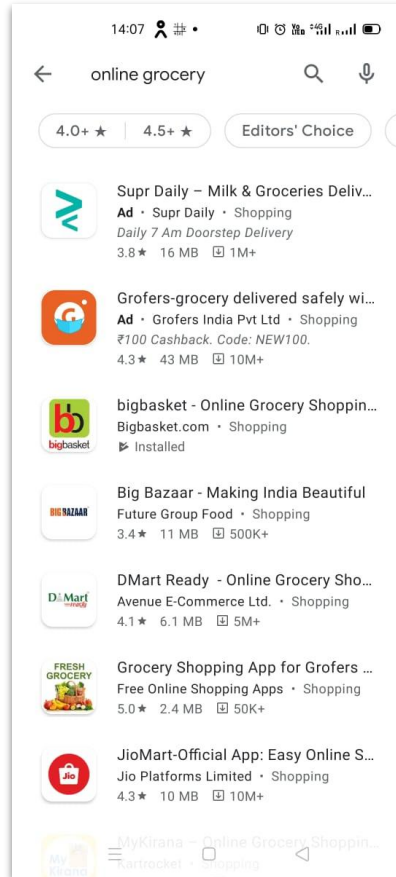 14:07
online grocery
4.0+ ★ 4.5+ ★ Editors' Choice
Supr Daily – Milk & Groceries Deliv...
Ad • Supr Daily • Shopping
Daily 7 Am Doorstep Delivery
3.8★ 16 MB 1M+
Grofers-grocery delivered safely wi...
Ad • Grofers India Pvt Ltd • Shopping
₹100 Cashback. Code: NEW100.
4.3★ 43 MB 10M+
bigbasket - Online Grocery Shoppin...
bb
bigbasket
Bigbasket.com • Shopping
Installed
Big Bazaar - Making India Beautiful
BIG BAZAAR
Future Group Food • Shopping
3.4★ 11 MB 500K+
DMart Ready - Online Grocery Sho...
DMart
ready
Avenue E-Commerce Ltd. • Shopping
4.1★ 6.1 MB 5M+
FRESH
GROCERY
Grocery Shopping App for Grofers ...
Free Online Shopping Apps • Shopping
5.0★ 2.4 MB 50K+
JioMart-Official App: Easy Online S...
Jio
Jio Platforms Limited • Shopping
4.3★ 10 MB 10M+
MyKirana – Online Grocery Shoppin...
My
Kirana
Kartrocket • Shopping